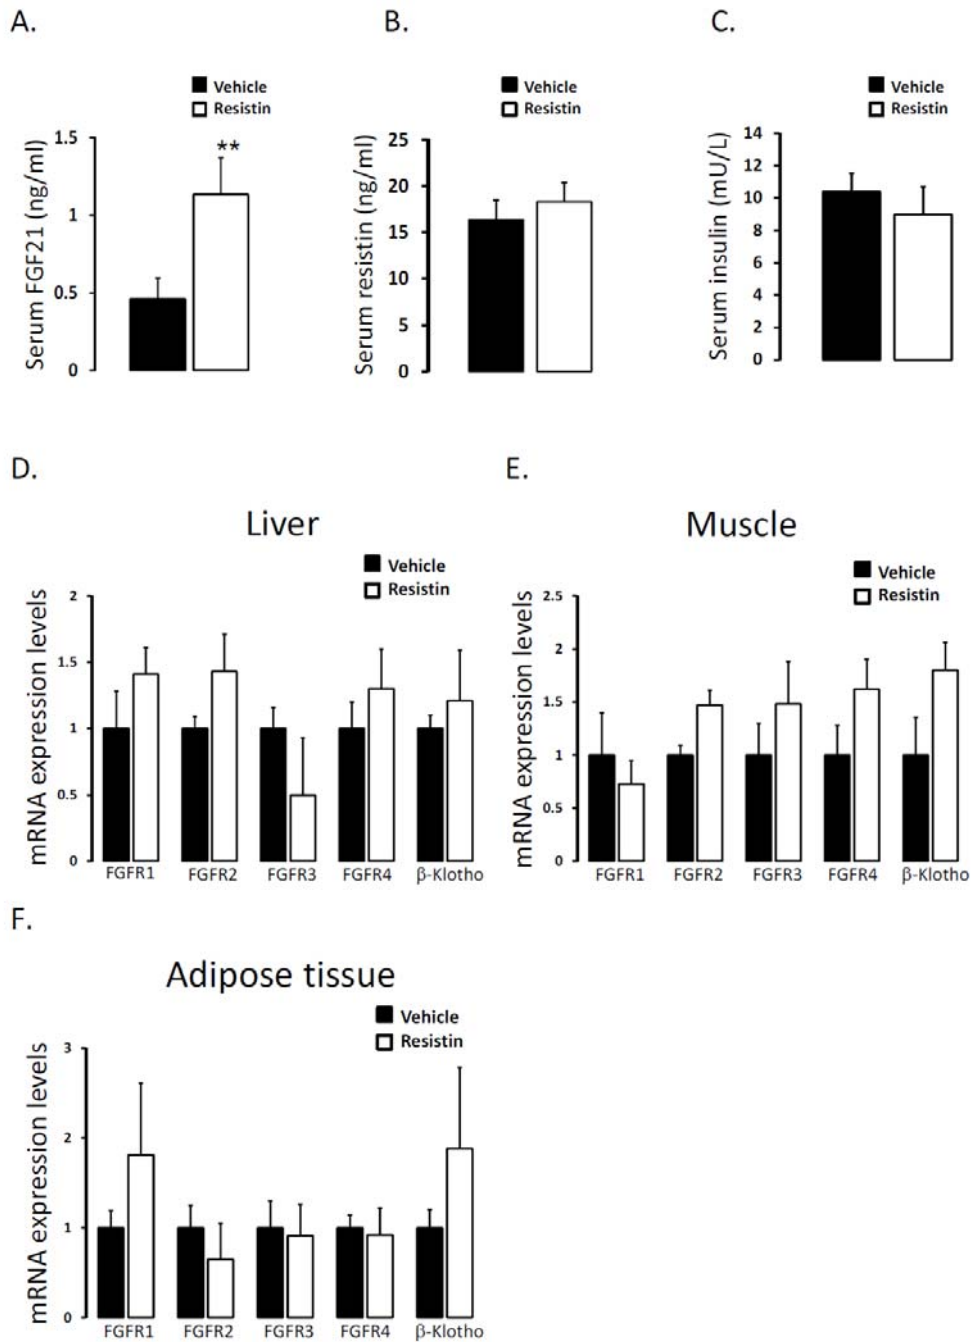 A.
Vehicle
Resistin
Serum FGF21 (ng/ml)
1.5
1
0.5
0
**
B.
Vehicle
Resistin
Serum resistin (ng/ml)
25
20
15
10
5
0
C.
Vehicle
Resistin
Serum insulin (mU/L)
14
12
10
8
6
4
2
0
D.
Liver
Vehicle
Resistin
mRNA expression levels
2
1.5
1
0.5
0
FGFR1 FGFR2 FGFR3 FGFR4 β-Klotho
E.
Muscle
Vehicle
Resistin
mRNA expression levels
2.5
2
1.5
1
0.5
0
FGFR1 FGFR2 FGFR3 FGFR4 β-Klotho
F.
Adipose tissue
Vehicle
Resistin
mRNA expression levels
3
2
1
0
FGFR1 FGFR2 FGFR3 FGFR4 β-Klotho